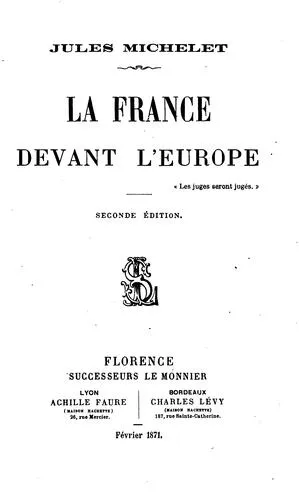 JULES MICHELET
LA FRANCE
DEVANT L'EUROPE
« Les juges seront jugés. »
SECONDE ÉDITION.
FLORENCE
SUCCESSEURS LE MONNIER
LYON
ACHILLE FAURE
(MAISON HACHETTE)
26, rue Mercier.
BORDEAUX
CHARLES LÉVY
(MAISON HACHETTE)
187, rue Sainte-Catherine.
Février 1871.